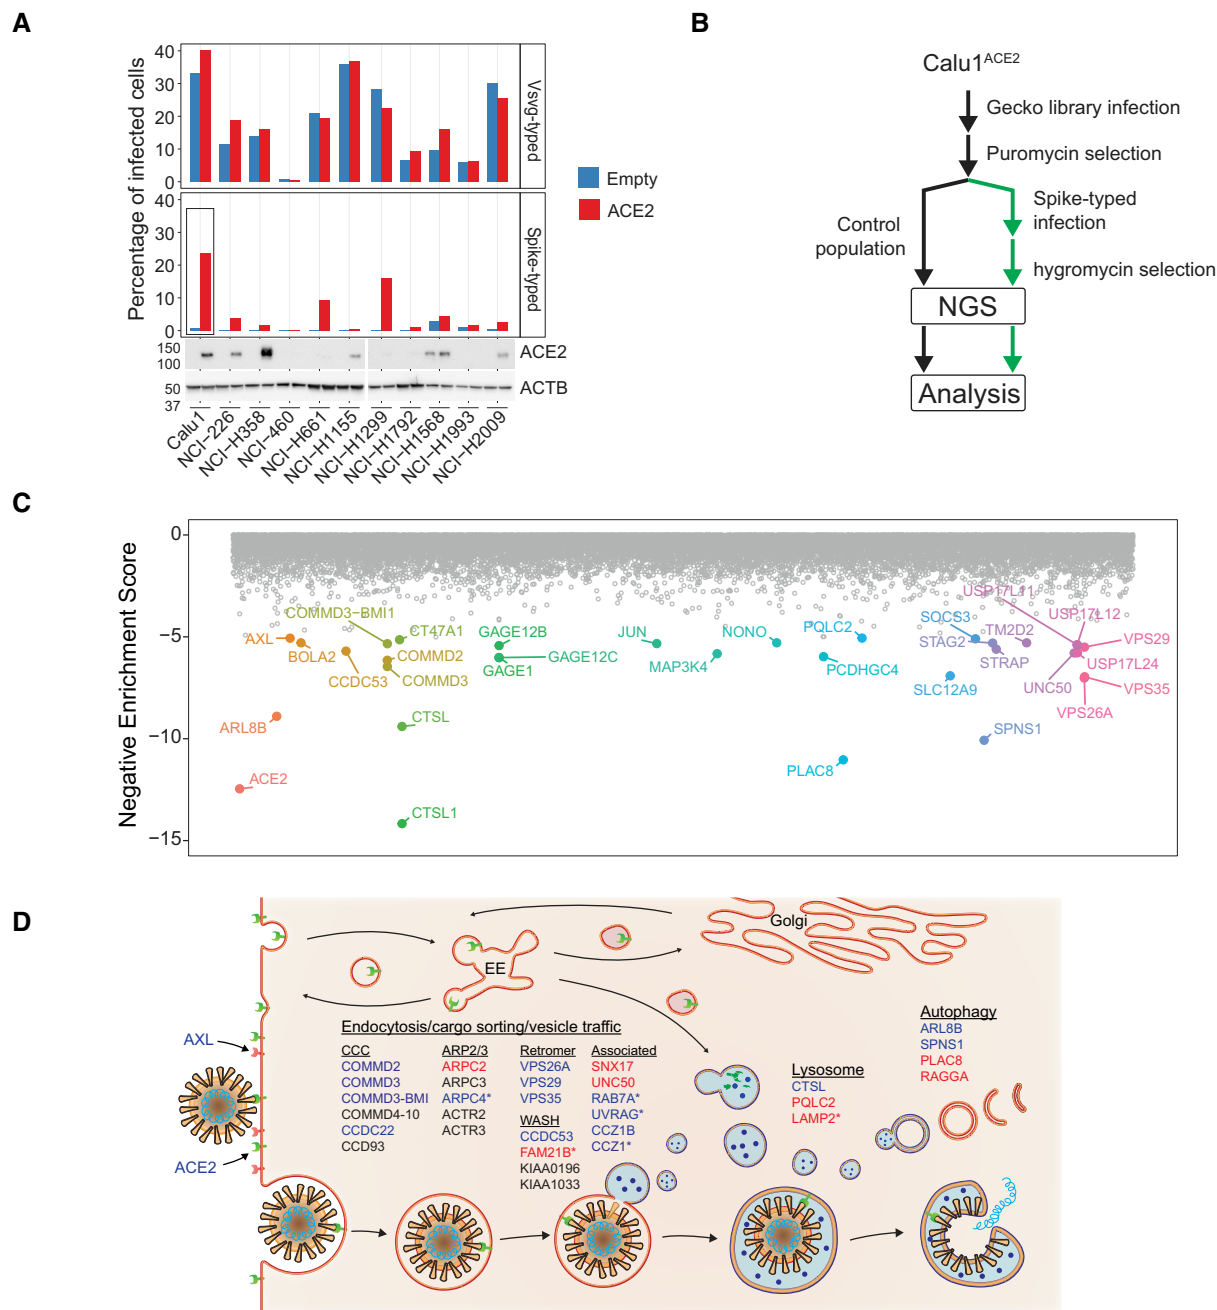 A
Percentage of infected cells
40
30
20
10
0
Vsvg-typed
40
30
20
10
0
Spike-typed
Empty
ACE2
150
100
ACE2
50
37
ACTB
Calu1
NCI-226
NCI-H358
NCI-460
NCI-H661
NCI-H1155
NCI-H1299
NCI-H1792
NCI-H1568
NCI-H1993
NCI-H2009
B
Calu1ACE2
Gecko library infection
Puromycin selection
Control
population
Spike-typed
infection
hygromycin selection
NGS
Analysis
C
Negative Enrichment Score
0
−5
−10
−15
COMMD3−BMI1
AXL
BOLA2
CCDC53
CT47A1
COMMD2
COMMD3
GAGE12B
GAGE12C
GAGE1
JUN
MAP3K4
NONO
PQLC2
PCDHGC4
SOCS3
STAG2
TM2D2
STRAP
SLC12A9
USP17L11
USP17L12
VPS29
USP17L24
UNC50
VPS35
VPS26A
ARL8B
CTSL
SPNS1
PLAC8
ACE2
CTSL1
D
Golgi
EE
AXL
ACE2
Endocytosis/cargo sorting/vesicle traffic
CCC
COMMD2
COMMD3
COMMD3-BMI
COMMD4-10
CCDC22
CCD93
ARP2/3
ARPC2
ARPC3
ARPC4*
ACTR2
ACTR3
Retromer
VPS26A
VPS29
VPS35
WASH
CCDC53
FAM21B*
KIAA0196
KIAA1033
Associated
SNX17
UNC50
RAB7A*
UVRAG*
CCZ1B
CCZ1*
Lysosome
CTSL
PQLC2
LAMP2*
Autophagy
ARL8B
SPNS1
PLAC8
RAGGA